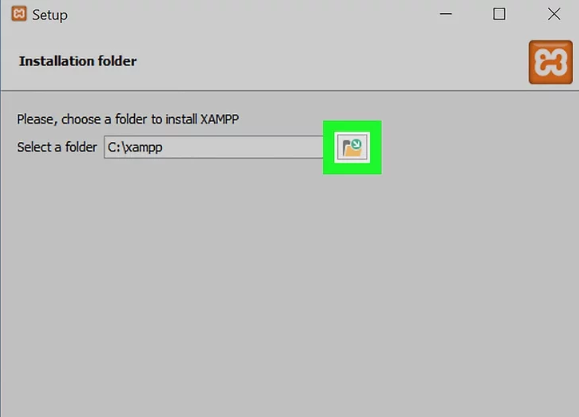 Setup
Installation folder
Please, choose a folder to install XAMPP
Select a folder C:\xampp